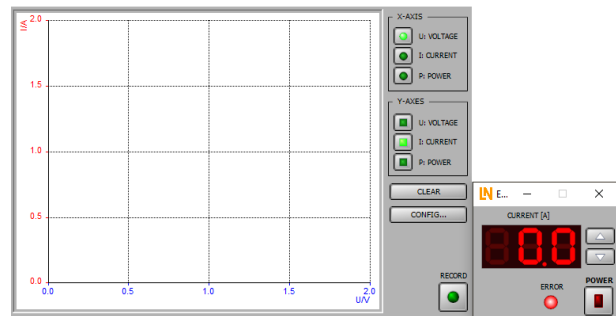 I/A
2.0
1.5
1.0
0.5
0.0
0.0 0.5 1.0 1.5 2.0
U/V
X-AXIS
U: VOLTAGE
I: CURRENT
P: POWER
Y-AXES
U: VOLTAGE
I: CURRENT
P: POWER
CLEAR
CONFIG...
RECORD
LN E...
CURRENT [A]
0.0
ERROR
POWER